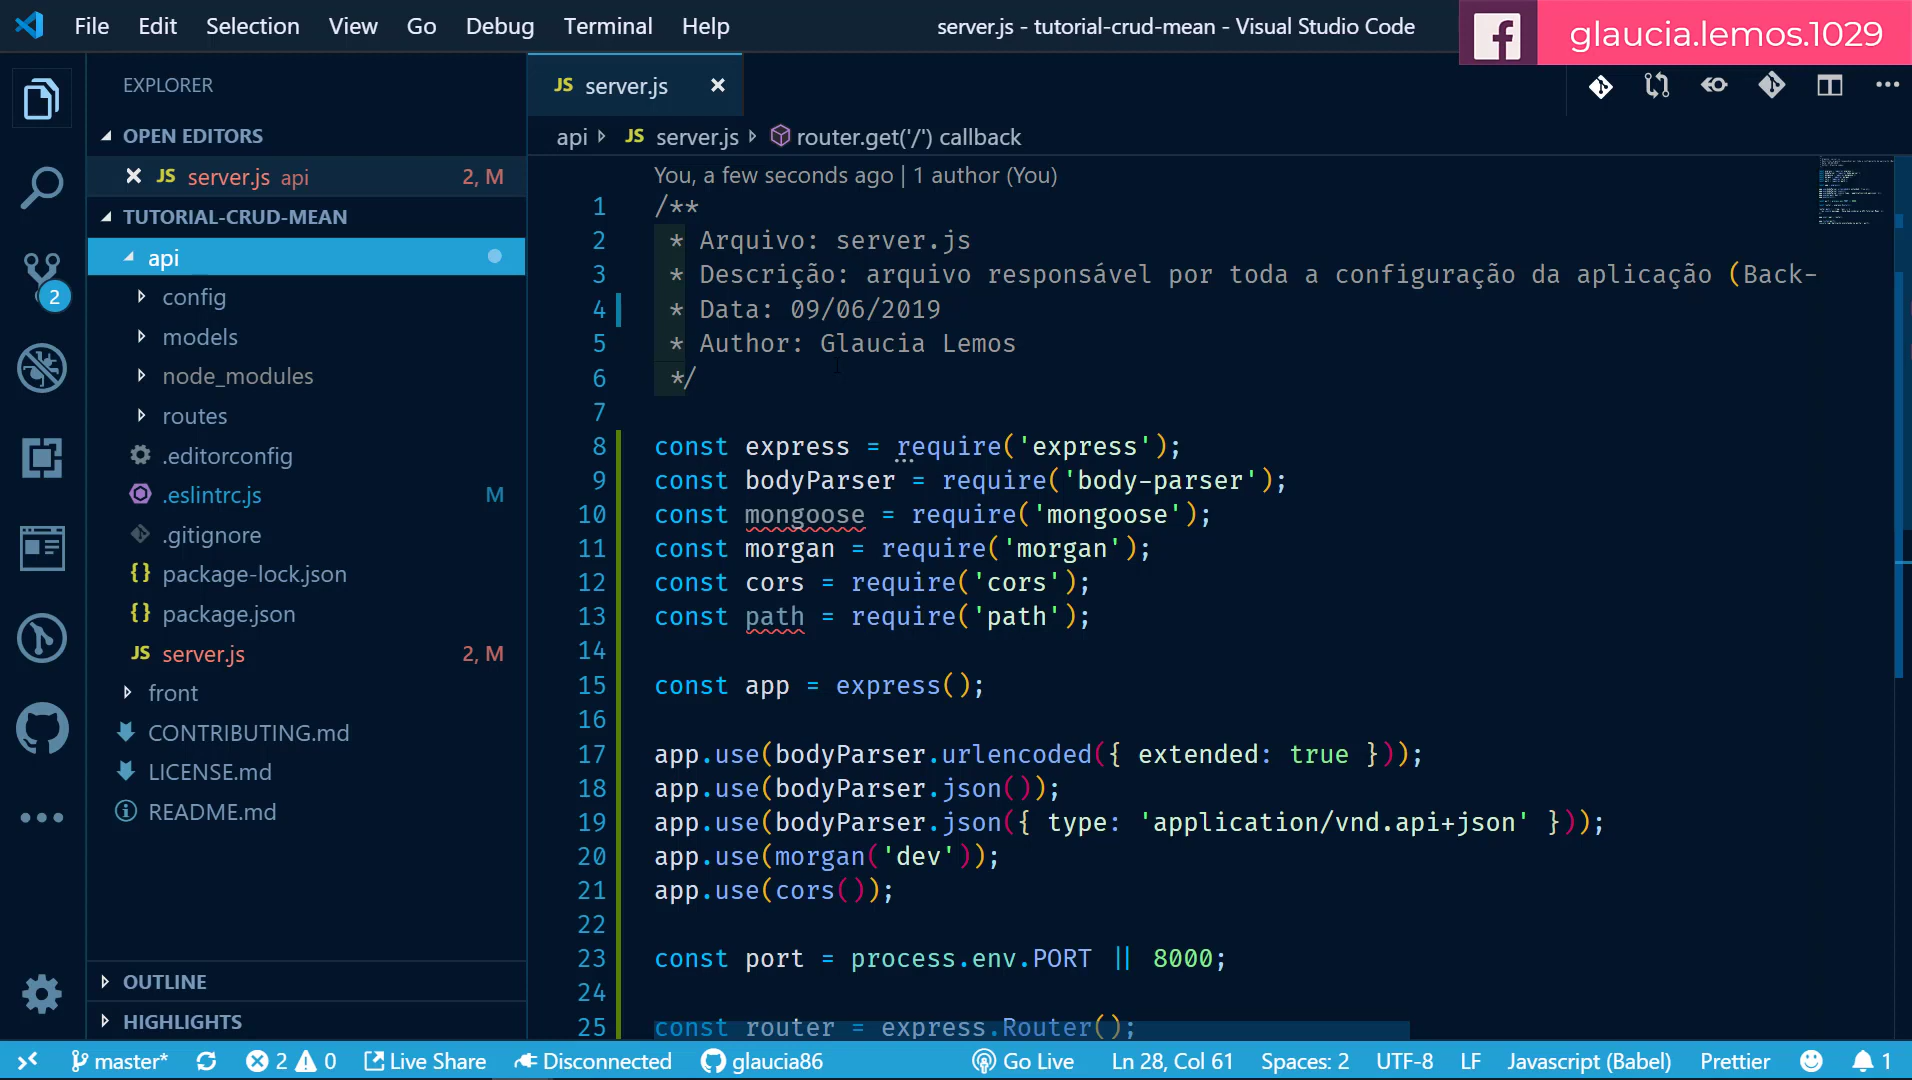 File Edit Selection View Go Debug Terminal Help
server.js - tutorial-crud-mean - Visual Studio Code
glaucia.lemos.1029
EXPLORER
JS server.js
OPEN EDITORS
api JS server.js router.get('/') callback
JS server.js api 2, M
You, a few seconds ago | 1 author (You)
TUTORIAL-CRUD-MEAN
api
config
models
node_modules
routes
.editorconfig
.eslintrc.js M
.gitignore
{} package-lock.json
{} package.json
JS server.js 2, M
front
CONTRIBUTING.md
LICENSE.md
README.md
OUTLINE
HIGHLIGHTS
2
1 /**
2 * Arquivo: server.js
3 * Descrição: arquivo responsável por toda a configuração da aplicação (Back-
4 * Data: 09/06/2019
5 * Author: Glaucia Lemos
6 */
7
8 const express = require('express');
9 const bodyParser = require('body-parser');
10 const mongoose = require('mongoose');
11 const morgan = require('morgan');
12 const cors = require('cors');
13 const path = require('path');
14
15 const app = express();
16
17 app.use(bodyParser.urlencoded({ extended: true }));
18 app.use(bodyParser.json());
19 app.use(bodyParser.json({ type: 'application/vnd.api+json' }));
20 app.use(morgan('dev'));
21 app.use(cors());
22
23 const port = process.env.PORT || 8000;
24
25 const router = express.Router();
master* 2 0 Live Share Disconnected glaucia86 Go Live Ln 28, Col 61 Spaces: 2 UTF-8 LF Javascript (Babel) Prettier 1